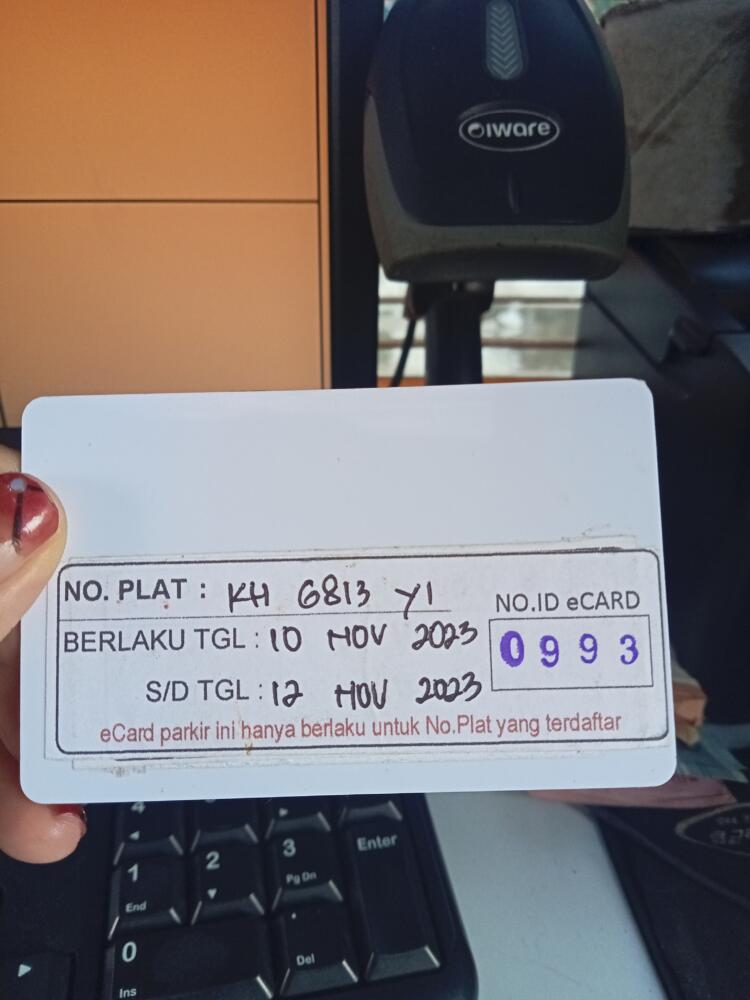 iware
NO. PLAT : KH 6813 YI
NO.ID eCARD
BERLAKU TGL : 10 NOV 2023
0993
S/D TGL : 12 NOV 2023
eCard parkir ini hanya berlaku untuk No.Plat yang terdaftar
4
1
End
2
3
Pg Dn
Enter
0
Ins
.
Del